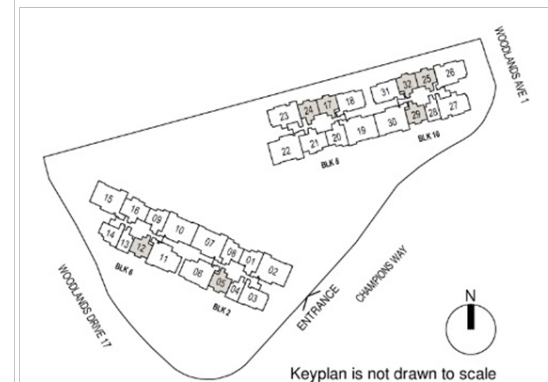 WOODLANDS AVE 1
23 24 17 18
31 32 25 26
22 21 20 19
30 29 28 27
BLK 8
BLK 10
15 16 09 10 07 08 01 02
14 13 12 11 06 05 04 03
BLK 6
BLK 2
WOODLANDS DRIVE 17
ENTRANCE
CHAMPIONS WAY
N
Keyplan is not drawn to scale